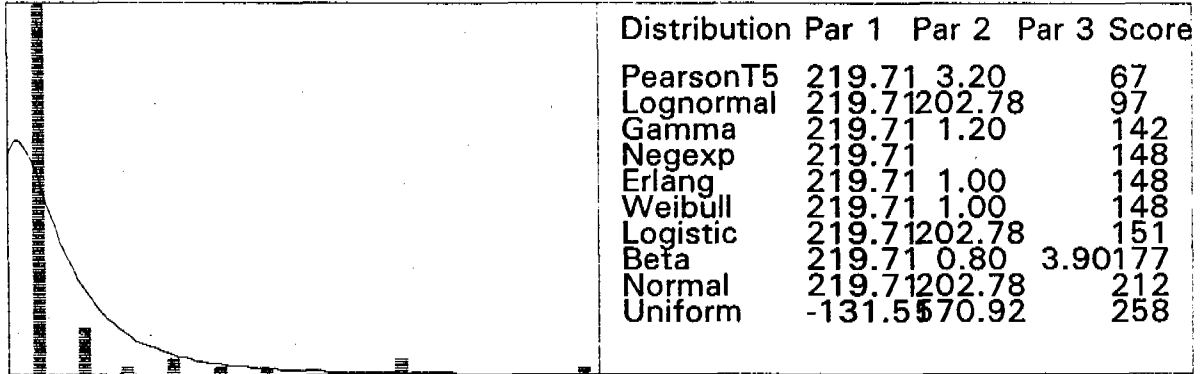 Distribution Par 1 Par 2 Par 3 Score
PearsonT5 219.71 3.20 67
Lognormal 219.71 202.78 97
Gamma 219.71 1.20 142
Negexp 219.71 148
Erlang 219.71 1.00 148
Weibull 219.71 1.00 148
Logistic 219.71 202.78 151
Beta 219.71 0.80 3.90 177
Normal 219.71 202.78 212
Uniform -131.51 570.92 258